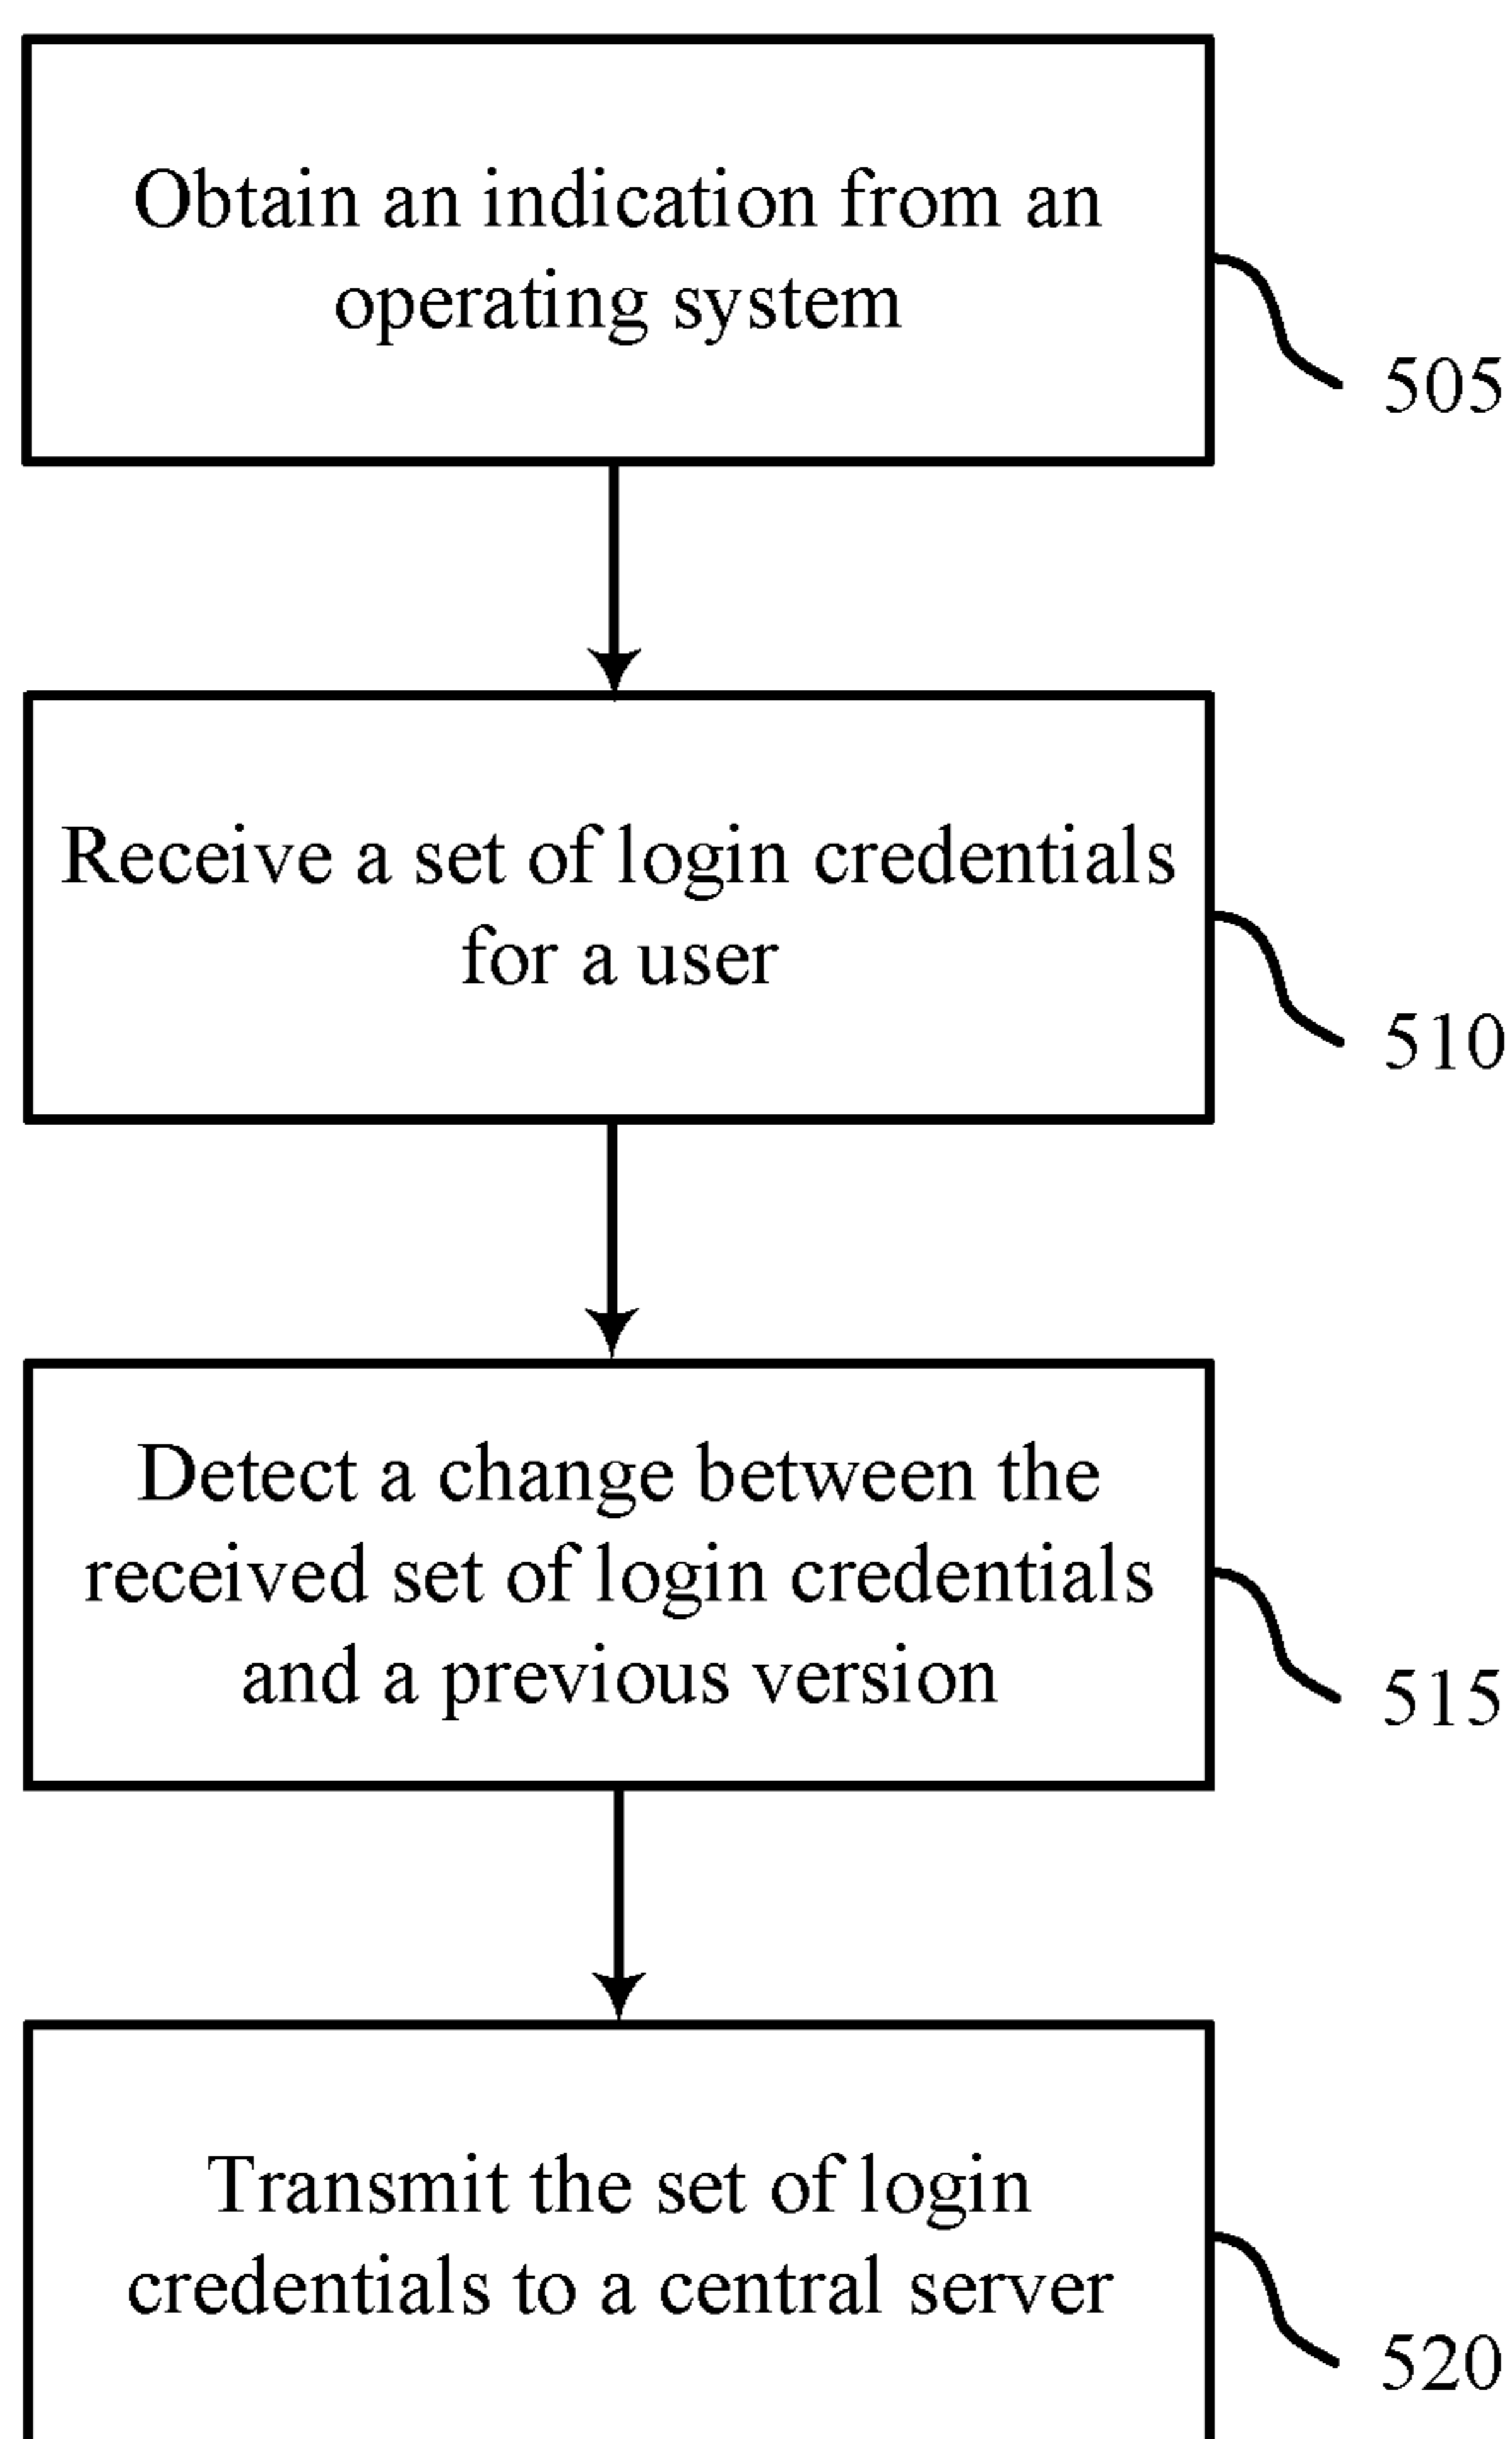 Obtain an indication from an
operating system
505
Receive a set of login credentials
for a user
510
Detect a change between the
received set of login credentials
and a previous version
515
Transmit the set of login
credentials to a central server
520